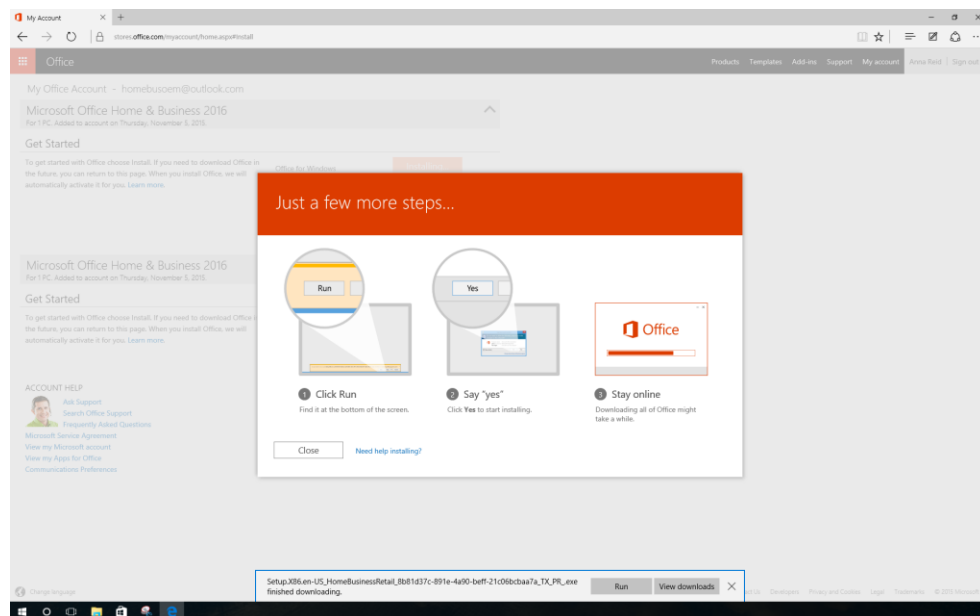 My Account
stores.office.com/myaccount/home.aspx#install
Office
Products Templates Add-ins Support My account Anna Reid Sign out
My Office Account - homebusoem@outlook.com
Microsoft Office Home & Business 2016
For 1 PC. Added to account on Thursday, November 5, 2015.
Get Started
To get started with Office choose Install. If you need to download Office in
the future, you can return to this page. When you install Office, we will
automatically activate it for you. Learn more.
Office for Windows
Just a few more steps...
Run
Yes
Office
1 Click Run
Find it at the bottom of the screen.
2 Say "yes"
Click Yes to start installing.
3 Stay online
Downloading all of Office might
take a while.
Close
Need help installing?
Microsoft Office Home & Business 2016
For 1 PC. Added to account on Thursday, November 5, 2015.
Get Started
To get started with Office choose Install. If you need to download Office
the future, you can return to this page. When you install Office, we will
automatically activate it for you. Learn more.
ACCOUNT HELP
Ask Support
Search Office Support
Frequently Asked Questions
Microsoft Service Agreement
View my Microsoft account
View my Apps for Office
Communications Preferences
Setup.X86.en-US_HomeBusinessRetail_8b81d37c-891e-4a90-beff-21c06bcbaa7a_TX_PR_.exe
finished downloading.
Run
View downloads
Change language
Us Developers Privacy and Cookies Legal Trademarks © 2015 Microsoft